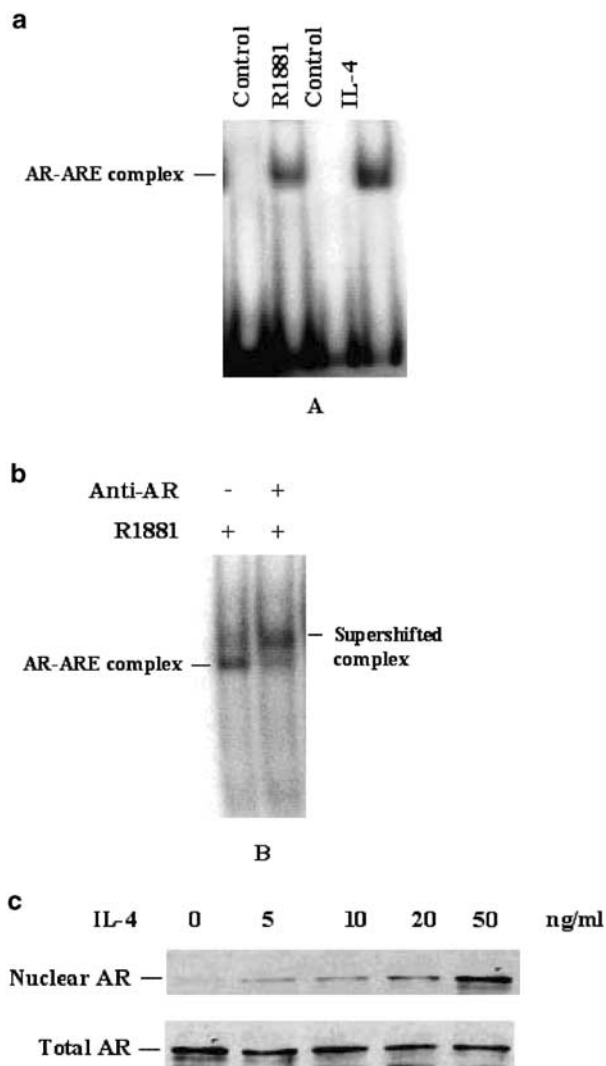 a
Control
R1881
Control
IL-4
AR-ARE complex
A
b
Anti-AR - +
R1881 + +
AR-ARE complex
Supershifted
complex
B
c
IL-4 0 5 10 20 50 ng/ml
Nuclear AR
Total AR